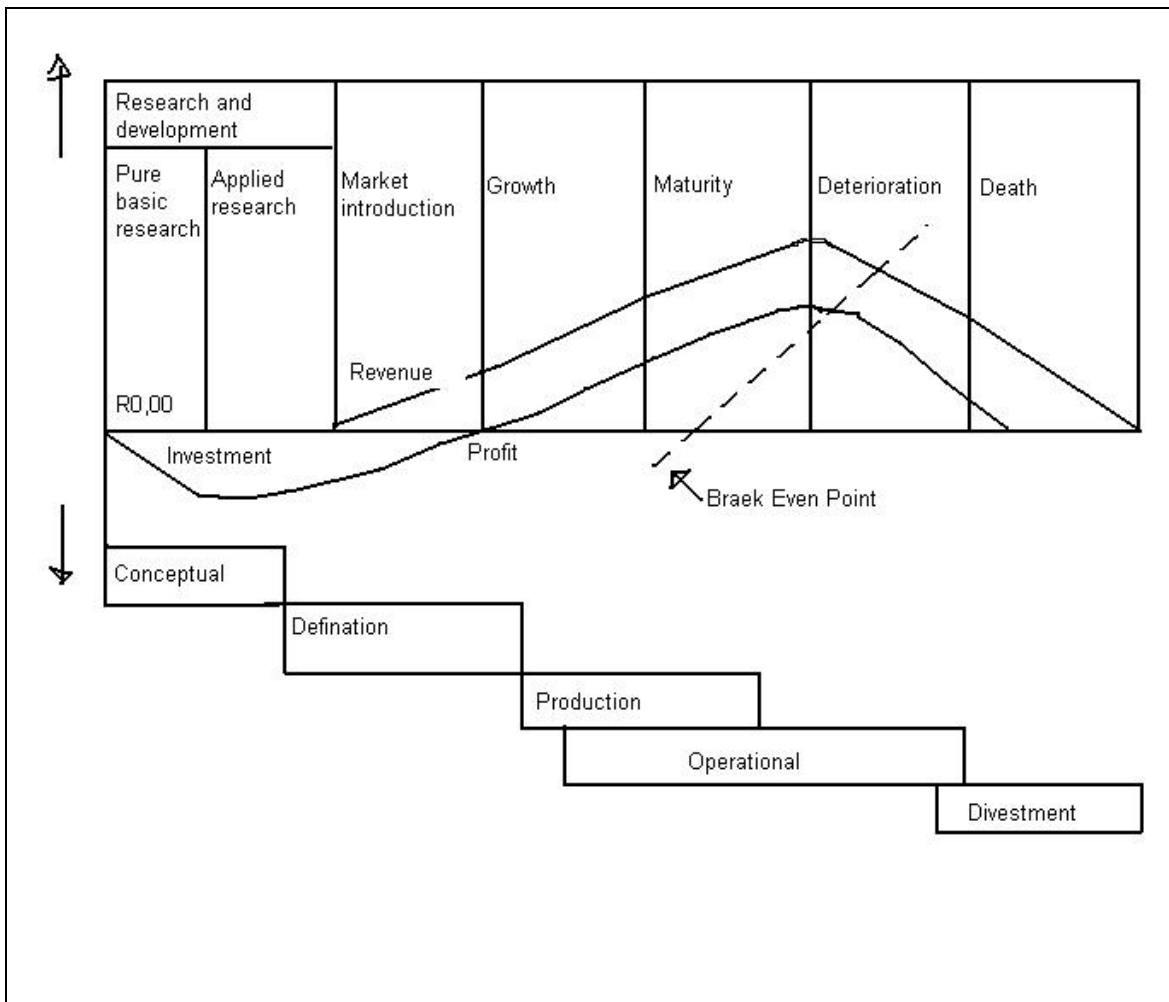 Research and
development
Pure
basic
research
Applied
research
Market
introduction
Growth
Maturity
Deterioration
Death
Revenue
R0,00
Investment
Profit
Braek Even Point
Conceptual
Defination
Production
Operational
Divestment